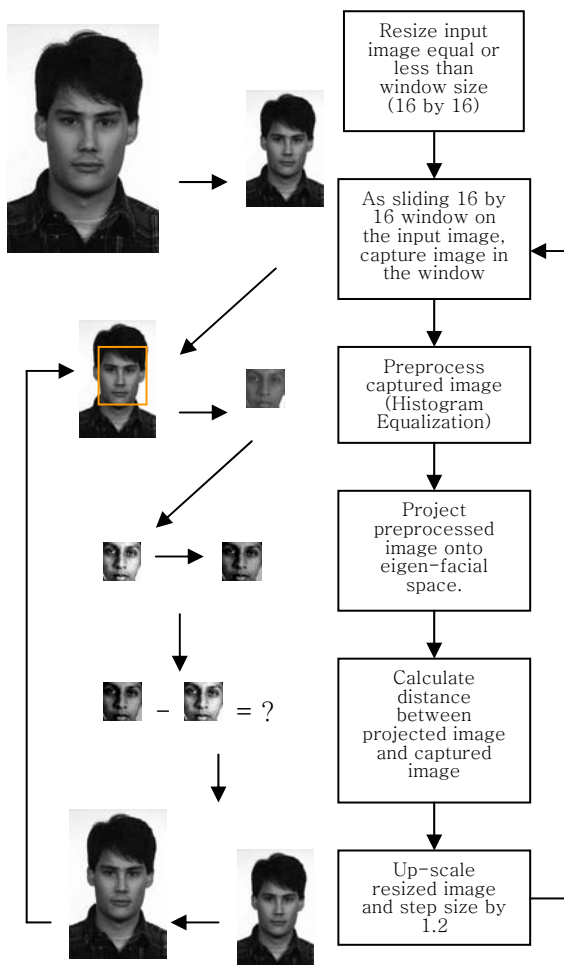 Resize input
image equal or
less than
window size
(16 by 16)
As sliding 16 by
16 window on
the input image,
capture image in
the window
Preprocess
captured image
(Histogram
Equalization)
Project
preprocessed
image onto
eigen-facial
space.
− = ?
Calculate
distance
between
projected image
and captured
image
Up-scale
resized image
and step size by
1.2